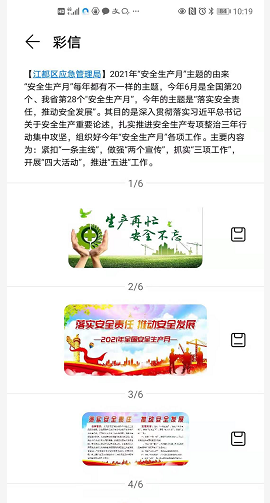 10:19
彩信
【江都区应急管理局】2021年“安全生产月”主题的由来
“安全生产月”每年都有不一样的主题，今年6月是全国第20
个、我省第28个“安全生产月”，今年的主题是“落实安全责
任，推动安全发展”。其目的是深入贯彻落实习近平总书记
关于安全生产重要论述，扎实推进安全生产专项整治三年行
动集中攻坚，组织好今年“安全生产月”各项工作。主要内容
为：紧扣“一条主线”，做强“两个宣传”，抓实“三项工作”，
开展“四大活动”，推进“五进”工作。
1/6
生产再忙
安全不忘
2/6
落实安全责任 推动安全发展
—2021年全国安全生产月—
3/6
落实安全责任 推动安全发展
4/6